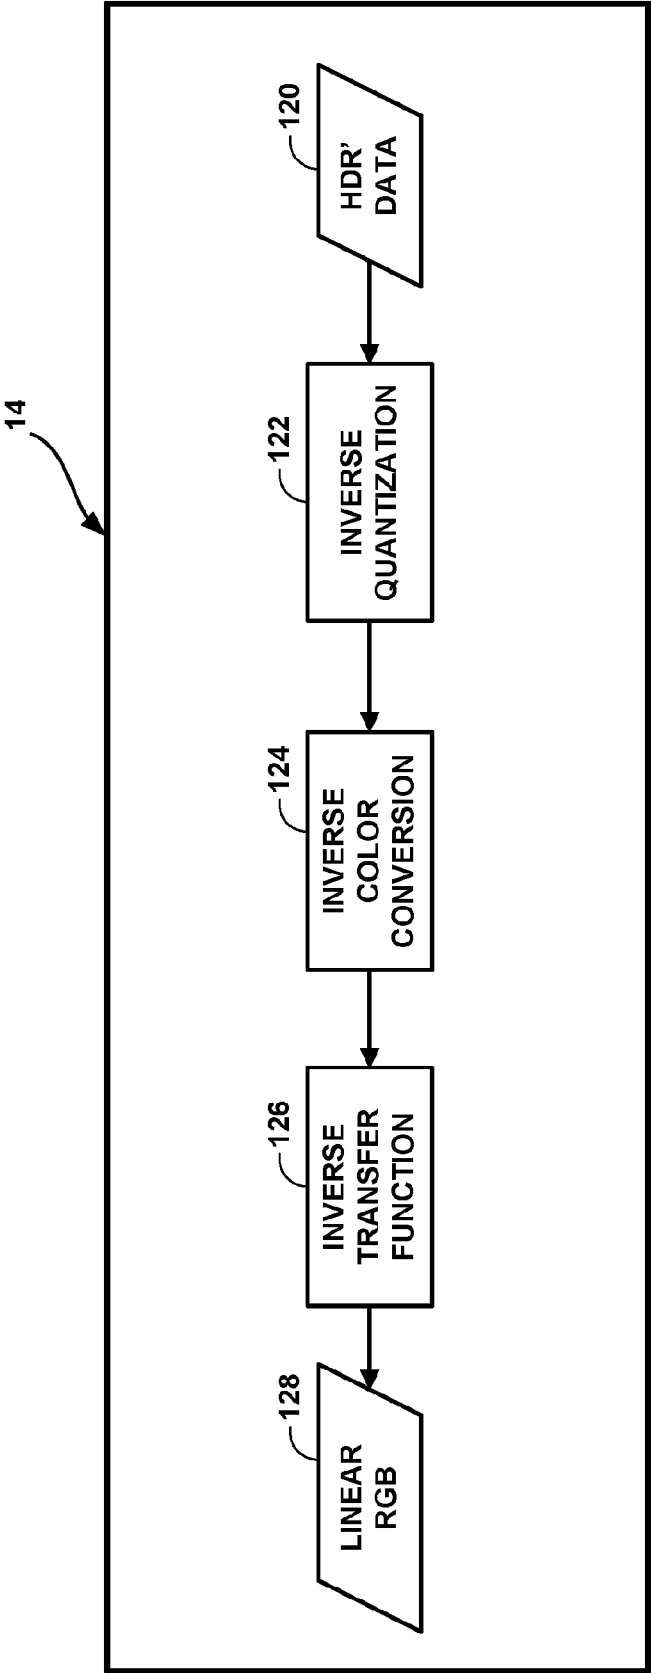 14
120
HDR'
DATA
122
INVERSE
QUANTIZATION
124
INVERSE
COLOR
CONVERSION
126
INVERSE
TRANSFER
FUNCTION
128
LINEAR
RGB